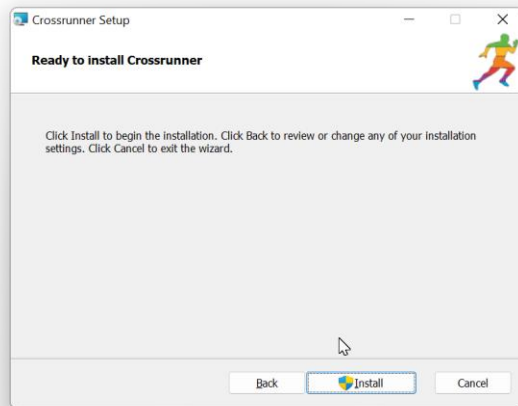 Crossrunner Setup
Ready to install Crossrunner
Click Install to begin the installation. Click Back to review or change any of your installation
settings. Click Cancel to exit the wizard.
Back Install Cancel